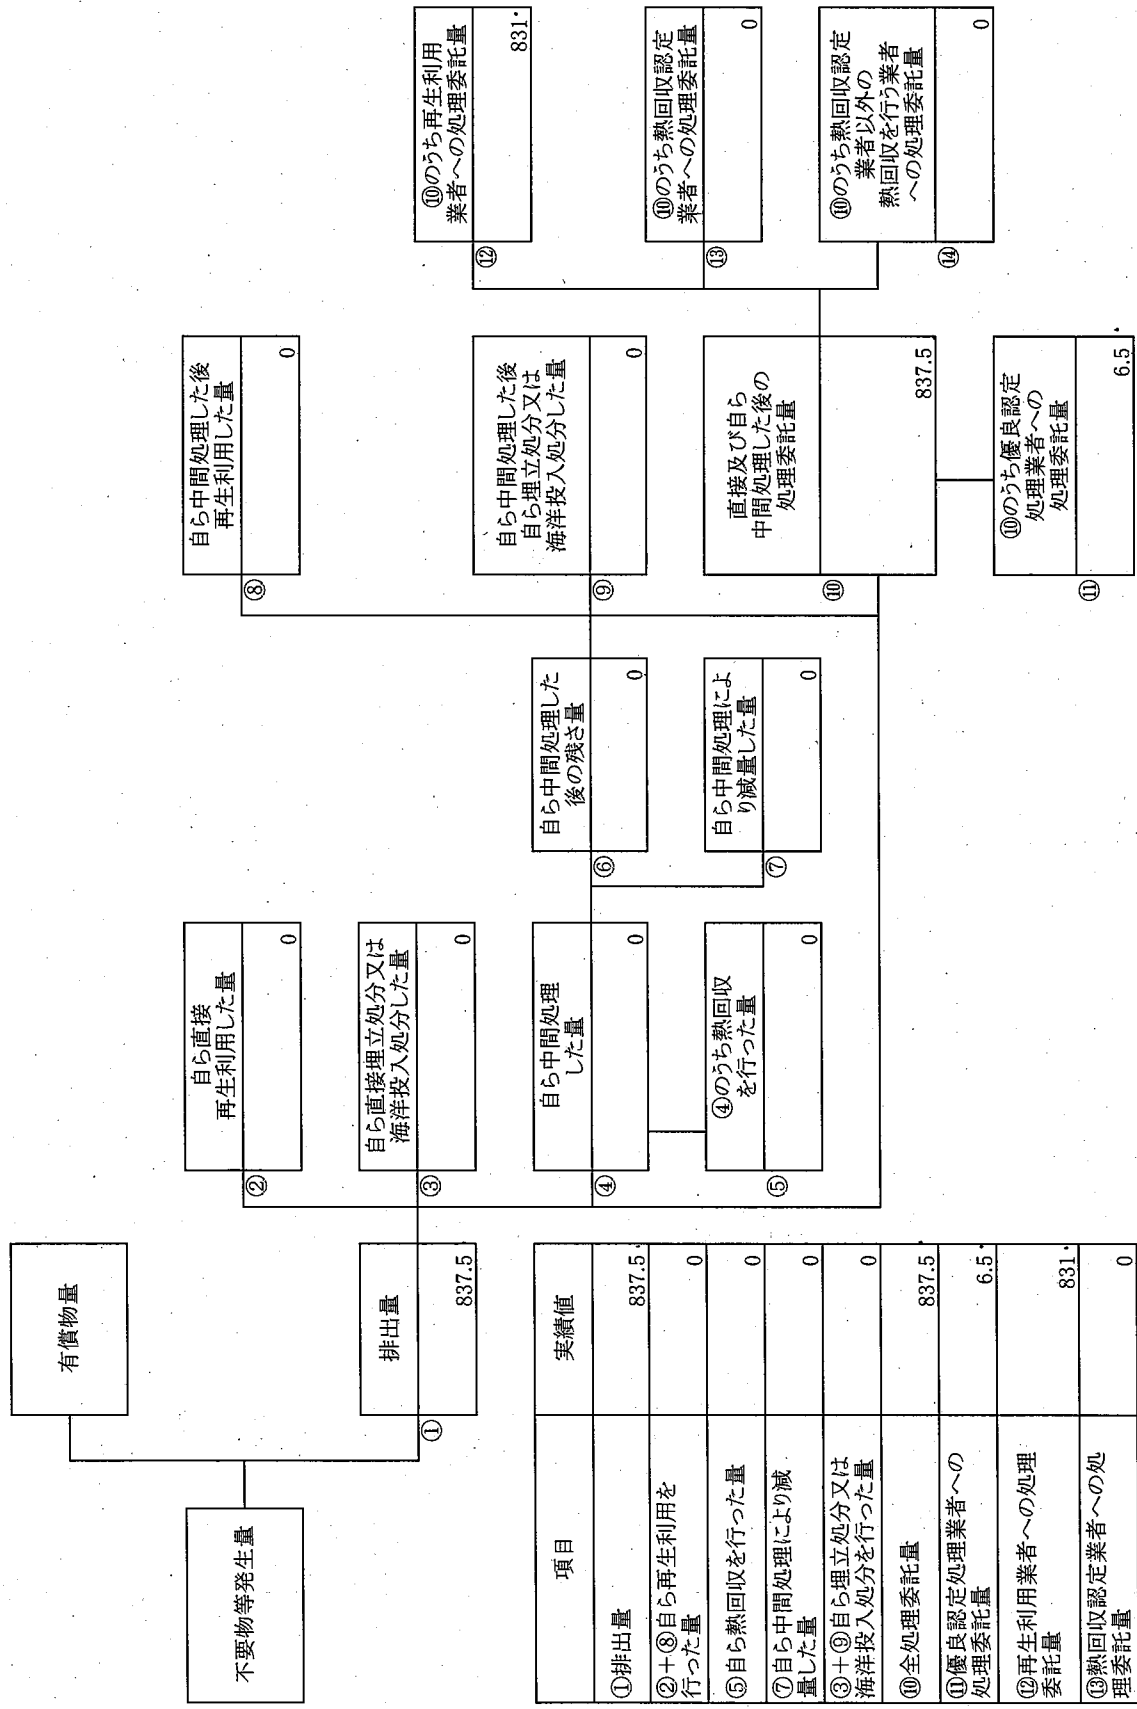 不要物等発生量
有償物量
排出量
①
837.5
自ら直接
再生利用した量
②
0
自ら直接埋立処分又は
海洋投入処分した量
③
0
自ら中間処理
した量
④
0
④のうち熱回収
を行った量
⑤
0
自ら中間処理した
後の残さ量
⑥
0
自ら中間処理によ
り減量した量
⑦
0
自ら中間処理した後
再生利用した量
⑧
0
自ら中間処理した後
自ら埋立処分又は
海洋投入処分した量
⑨
0
直接及び自ら
中間処理した後の
処理委託量
⑩
837.5
⑩のうち優良認定
処理業者への
処理委託量
⑪
6.5
⑩のうち再生利用
業者への処理委託量
⑫
831
⑩のうち熱回収認定
業者への処理委託量
⑬
0
⑩のうち熱回収認定
業者以外の
熱回収を行う業者
への処理委託量
⑭
0
項目 実績値
①排出量 837.5
②+⑧自ら再生利用を
行った量 0
⑤自ら熱回収を行った量 0
⑦自ら中間処理により減
量した量 0
③+⑨自ら埋立処分又は
海洋投入処分を行った量 0
⑩全処理委託量 837.5
⑪優良認定処理業者への
処理委託量 6.5
⑫再生利用業者への処理
委託量 831
⑬熱回収認定業者への処
理委託量 0